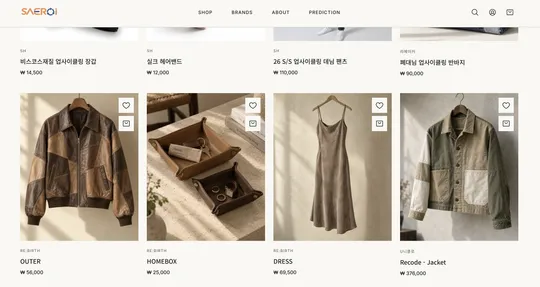 SAEROI
SHOP
BRANDS
ABOUT
PREDICTION
SH
비스코스재질 업사이클링 장갑
₩ 14,500
SH
실크 헤어밴드
₩ 12,000
SH
26 S/S 업사이클링 데님 팬츠
₩ 110,000
페데님 업사이클링 반바지
₩ 90,000
RE:BIRTH
OUTER
₩ 56,000
RE:BIRTH
HOMEBOX
₩ 25,000
RE:BIRTH
DRESS
₩ 69,500
Recode - Jacket
₩ 376,000